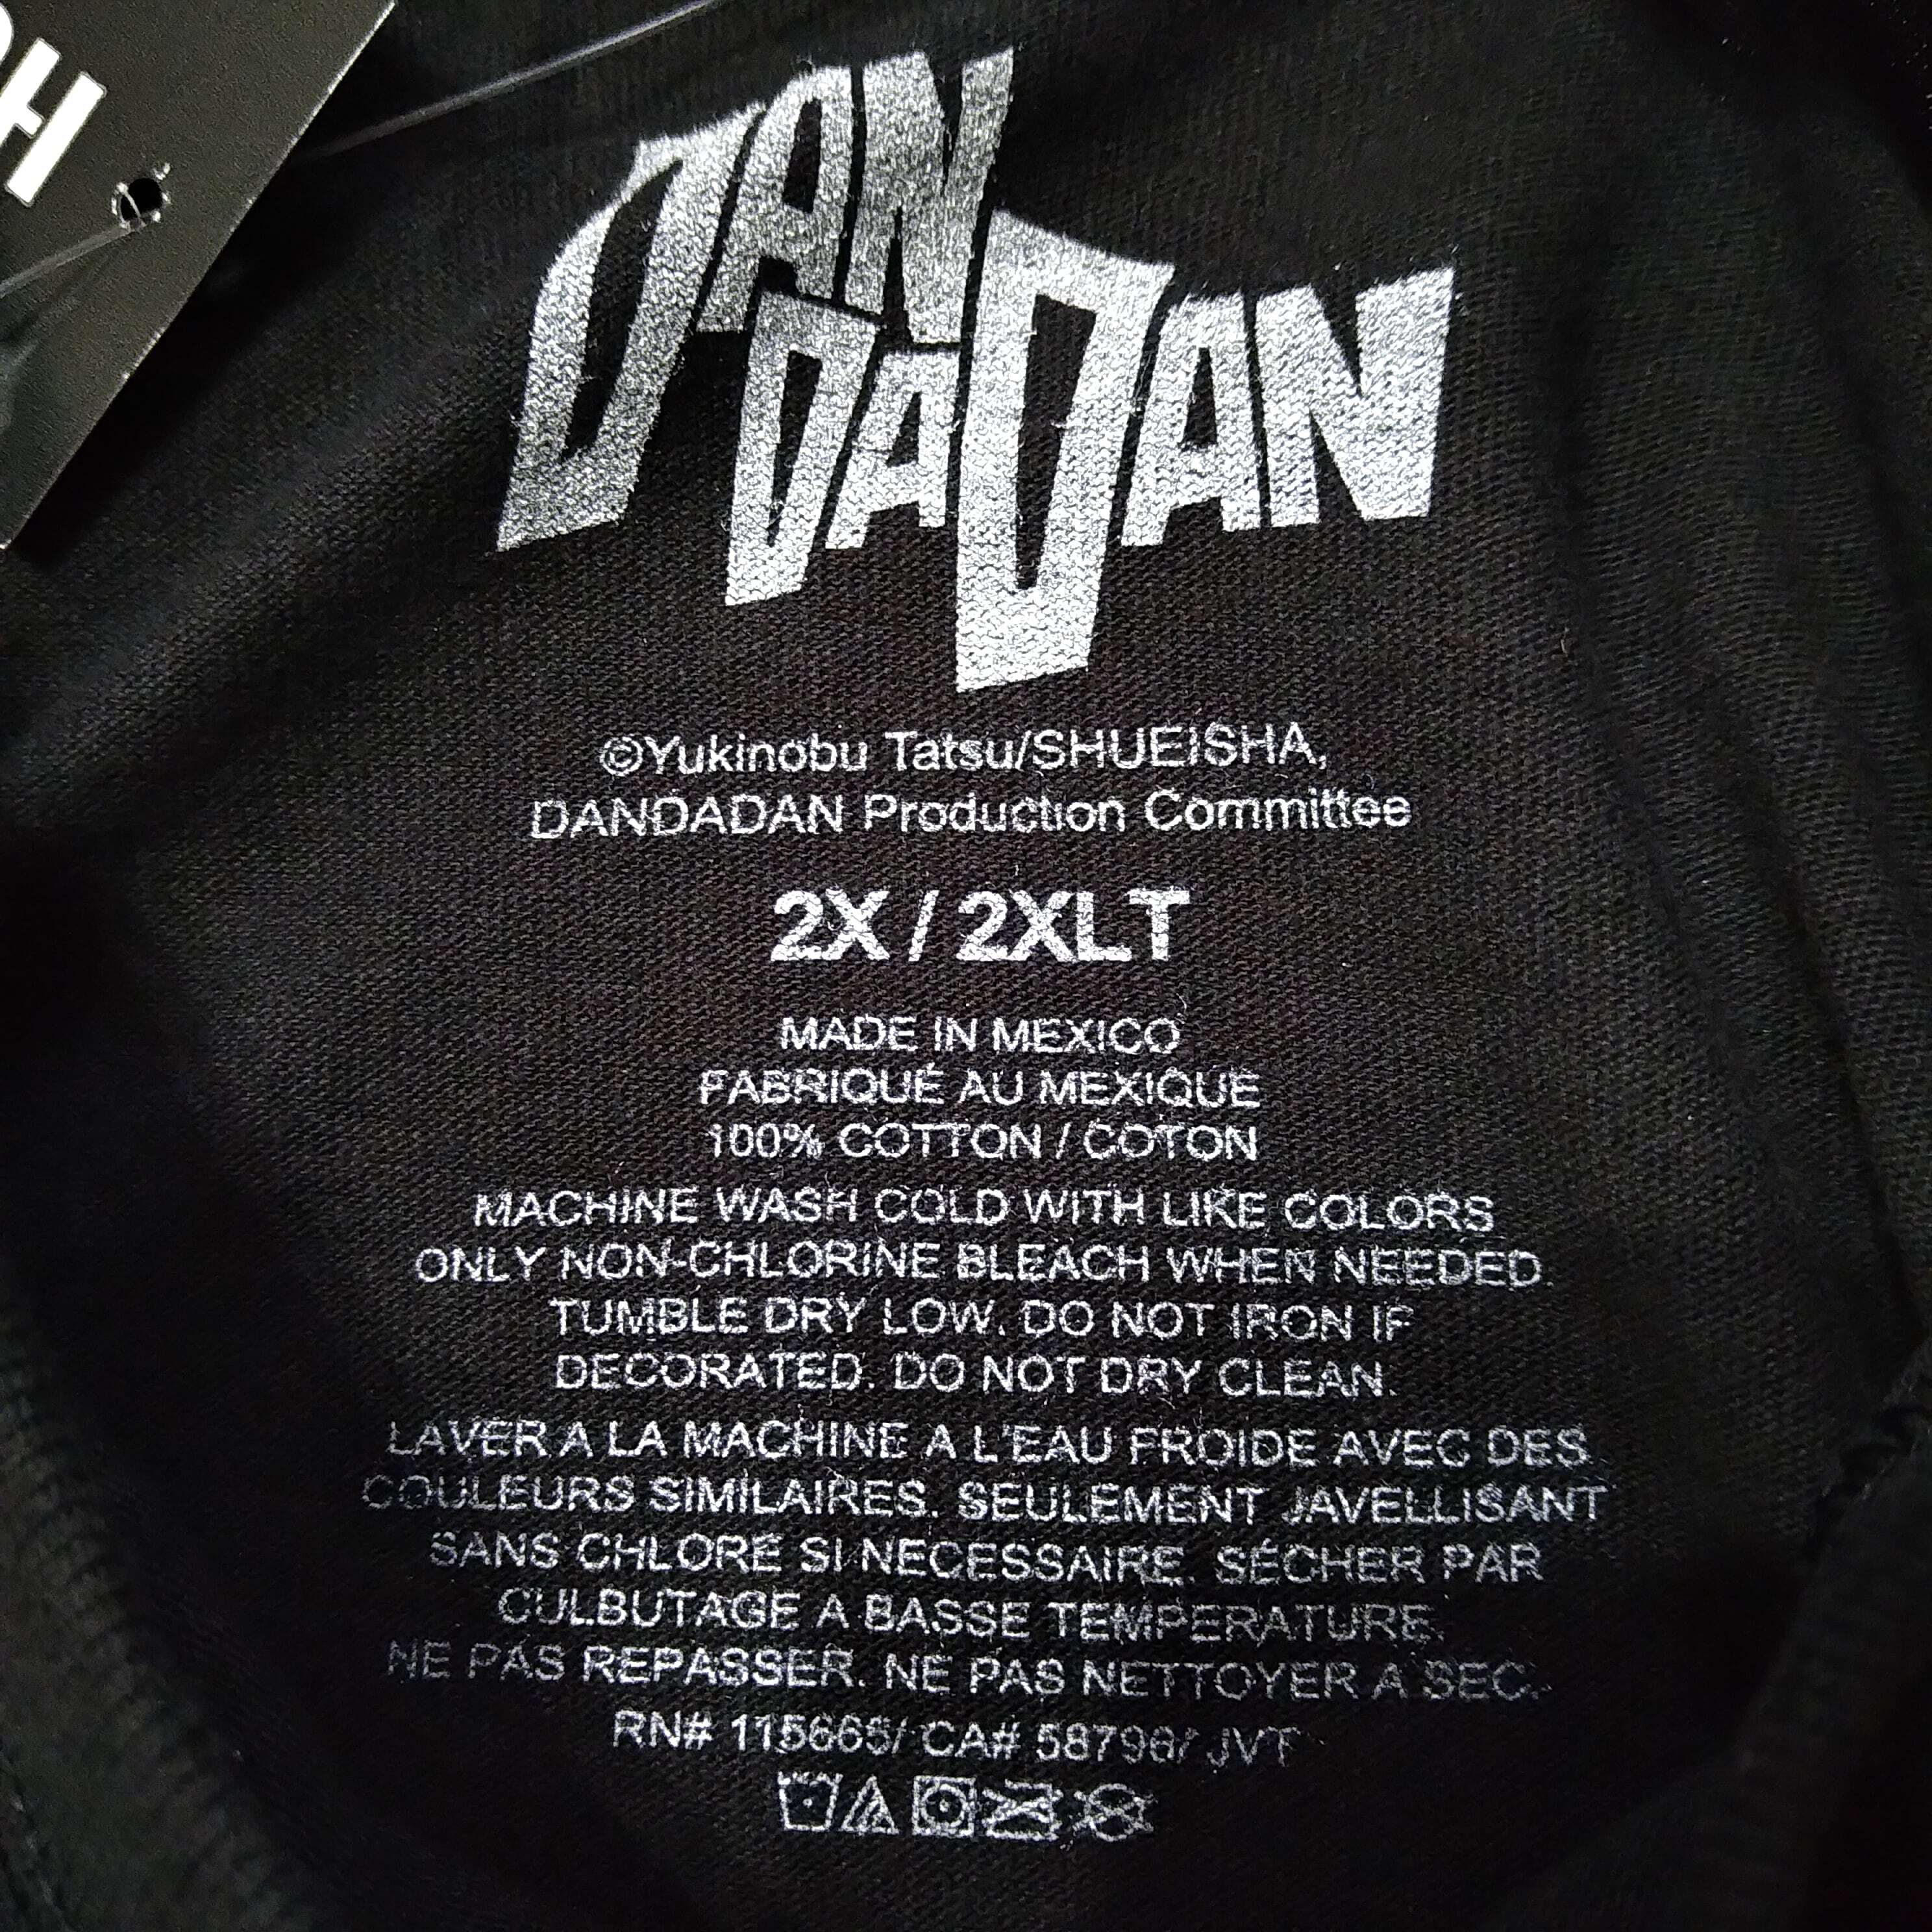 DAN
DADAN
©Yukinobu Tatsu/SHUEISHA,
DANDADAN Production Committee
2X / 2XLT
MADE IN MEXICO
FABRIQUÉ AU MEXIQUE
100% COTTON / COTON
MACHINE WASH COLD WITH LIKE COLORS
ONLY NON-CHLORINE BLEACH WHEN NEEDED.
TUMBLE DRY LOW. DO NOT IRON IF
DECORATED. DO NOT DRY CLEAN.
LAVER A LA MACHINE A L'EAU FROIDE AVEC DES
COULEURS SIMILAIRES. SEULEMENT JAVELLISANT
SANS CHLORE SI NECESSAIRE. SÉCHER PAR
CULBUTAGE A BASSE TEMPERATURE.
NE PAS REPASSER. NE PAS NETTOYER A SEC.
RN# 115665/ CA# 58796/ JVT